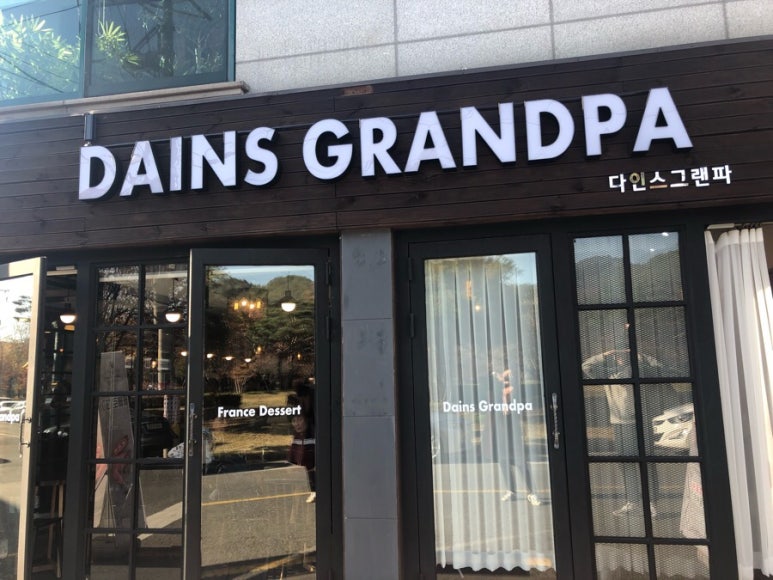 DAINS GRANDPA
다인스그랜파
France Dessert
Dains Grandpa